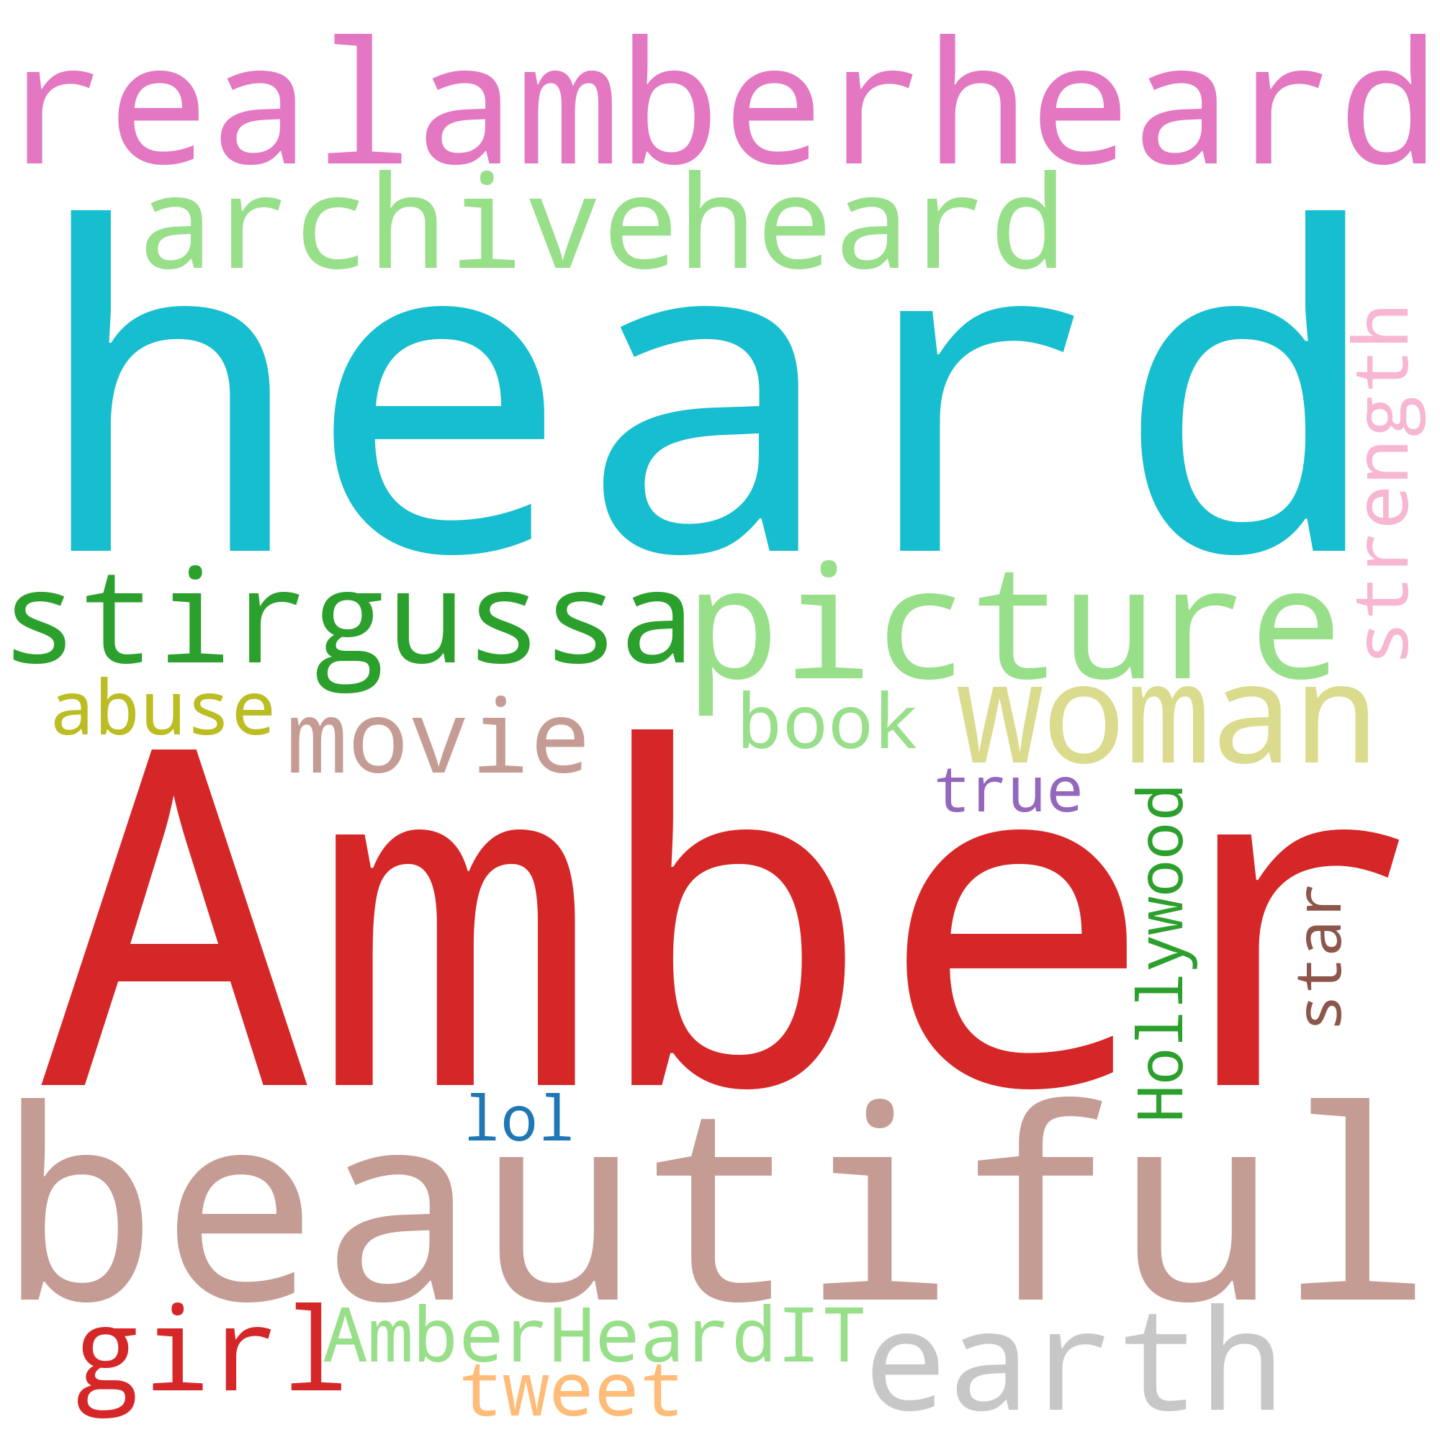 realamberheard
archiveheard
heard
strength
stirgussa
picture
abuse
movie
book
woman
true
Amber
Hollywood
star
lol
beautiful
girl
AmberHeardIT
earth
tweet